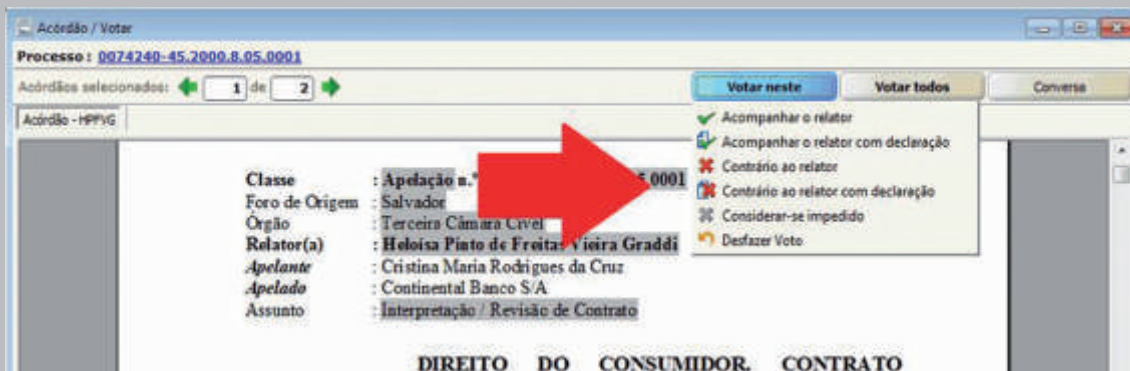 Acórdão / Votar
Processo : 0074240-45.2000.8.05.0001
Acórdãos selecionados: 1 de 2
Votar neste Votar todos Conversa
Acórdão - HPFVG
Acompanhar o relator
Acompanhar o relator com declaração
Contrário ao relator
Contrário ao relator com declaração
Considerar-se impedido
Desfazer Voto
Classe : Apelação n.º 5.0001
Foro de Origem : Salvador
Órgão : Terceira Câmara Cível
Relator(a) : Heloísa Pinto de Freitas Vieira Graddi
Apelante : Cristina Maria Rodrigues da Cruz
Apelado : Continental Banco S/A
Assunto : Interpretação / Revisão de Contrato
DIREITO DO CONSUMIDOR. CONTRATO